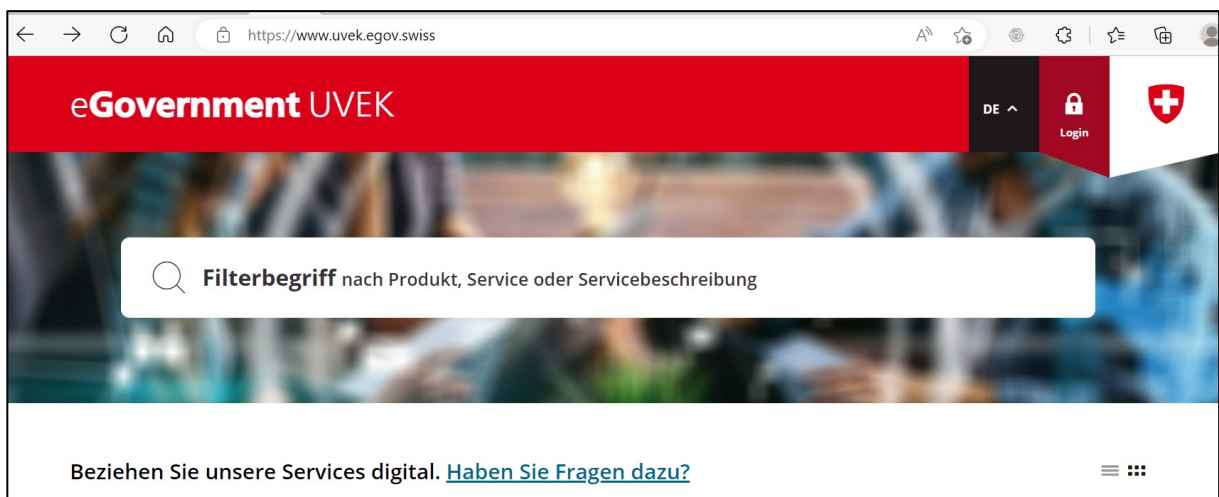 https://www.uvek.egov.swiss
eGovernment UVEK
DE
Login
Filterbegriff nach Produkt, Service oder Servicebeschreibung
Beziehen Sie unsere Services digital. Haben Sie Fragen dazu?